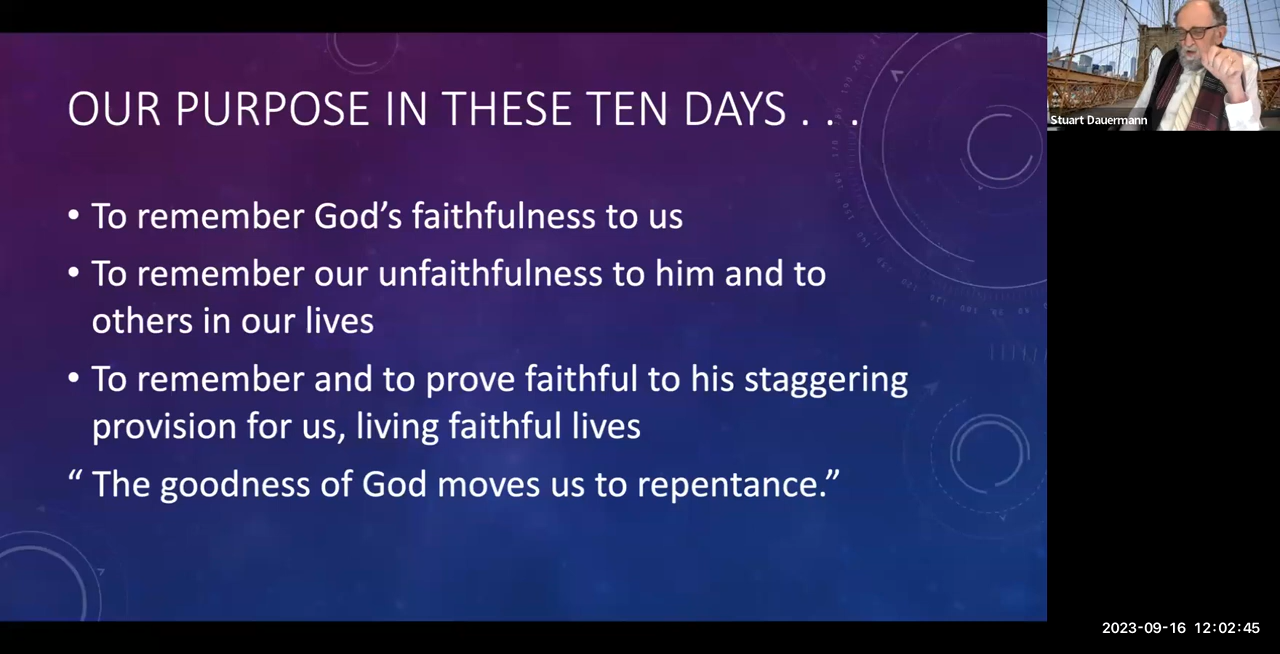 OUR PURPOSE IN THESE TEN DAYS . . .
• To remember God’s faithfulness to us
• To remember our unfaithfulness to him and to
others in our lives
• To remember and to prove faithful to his staggering
provision for us, living faithful lives
“ The goodness of God moves us to repentance.”
Stuart Dauermann
2023-09-16 12:02:45